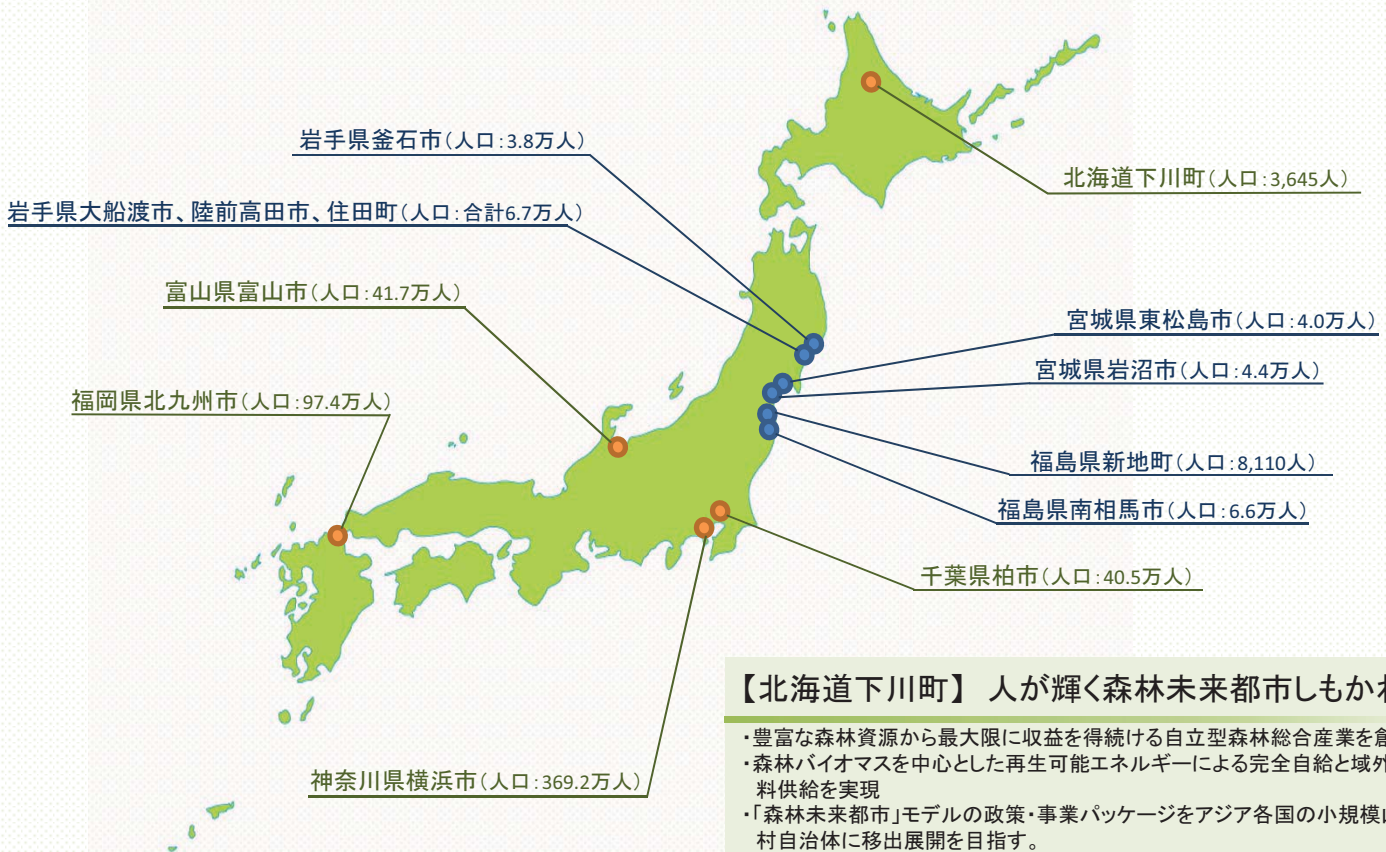 岩手県釜石市（人口：3.8万人）
北海道下川町（人口：3,645人）
岩手県大船渡市、陸前高田市、住田町（人口：合計6.7万人）
富山県富山市（人口：41.7万人）
宮城県東松島市（人口：4.0万人）
宮城県岩沼市（人口：4.4万人）
福岡県北九州市（人口：97.4万人）
福島県新地町（人口：8,110人）
福島県南相馬市（人口：6.6万人）
千葉県柏市（人口：40.5万人）
神奈川県横浜市（人口：369.2万人）
【北海道下川町】 人が輝く森林未来都市しもかわ
・豊富な森林資源から最大限に収益を得続ける自立型森林総合産業を創
・森林バイオマスを中心とした再生可能エネルギーによる完全自給と域外
料供給を実現
・「森林未来都市」モデルの政策・事業パッケージをアジア各国の小規模山
村自治体に移出展開を目指す。